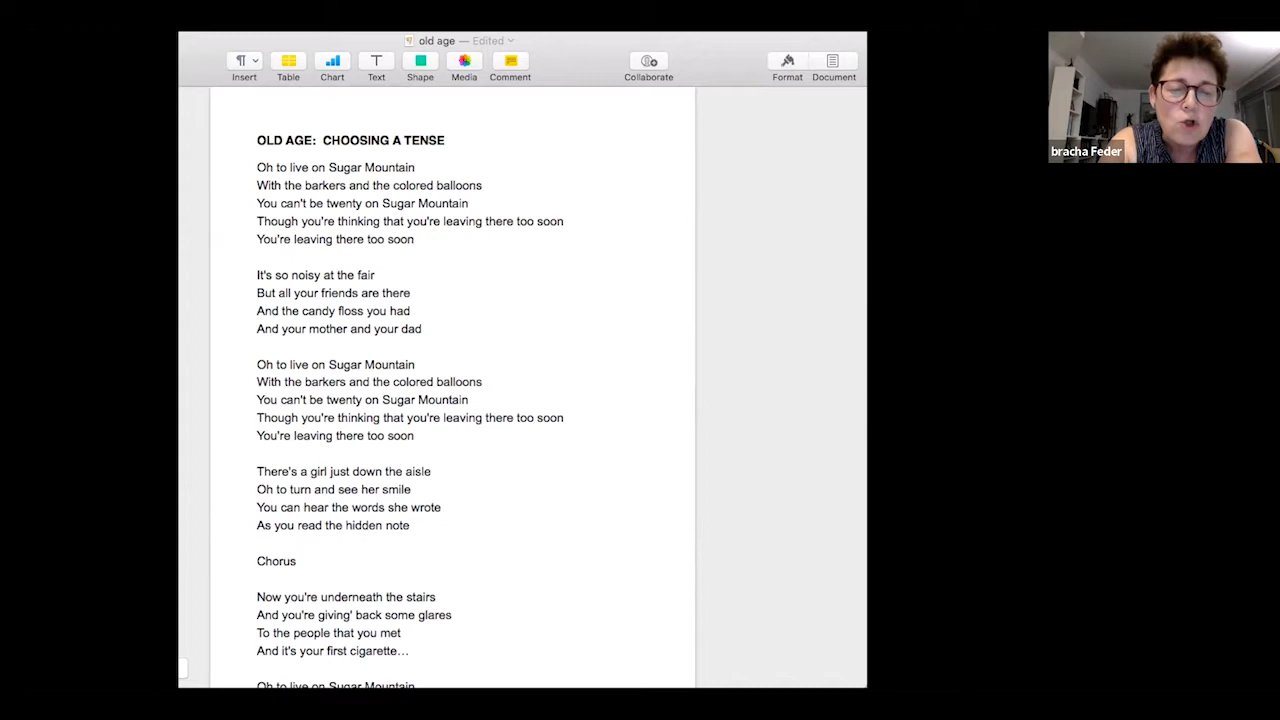 old age — Edited
Insert Table Chart Text Shape Media Comment Collaborate Format Document
bracha Feder
OLD AGE: CHOOSING A TENSE
Oh to live on Sugar Mountain
With the barkers and the colored balloons
You can't be twenty on Sugar Mountain
Though you're thinking that you're leaving there too soon
You're leaving there too soon
It's so noisy at the fair
But all your friends are there
And the candy floss you had
And your mother and your dad
Oh to live on Sugar Mountain
With the barkers and the colored balloons
You can't be twenty on Sugar Mountain
Though you're thinking that you're leaving there too soon
You're leaving there too soon
There's a girl just down the aisle
Oh to turn and see her smile
You can hear the words she wrote
As you read the hidden note
Chorus
Now you're underneath the stairs
And you're giving' back some glares
To the people that you met
And it's your first cigarette…
Oh to live on Sugar Mountain